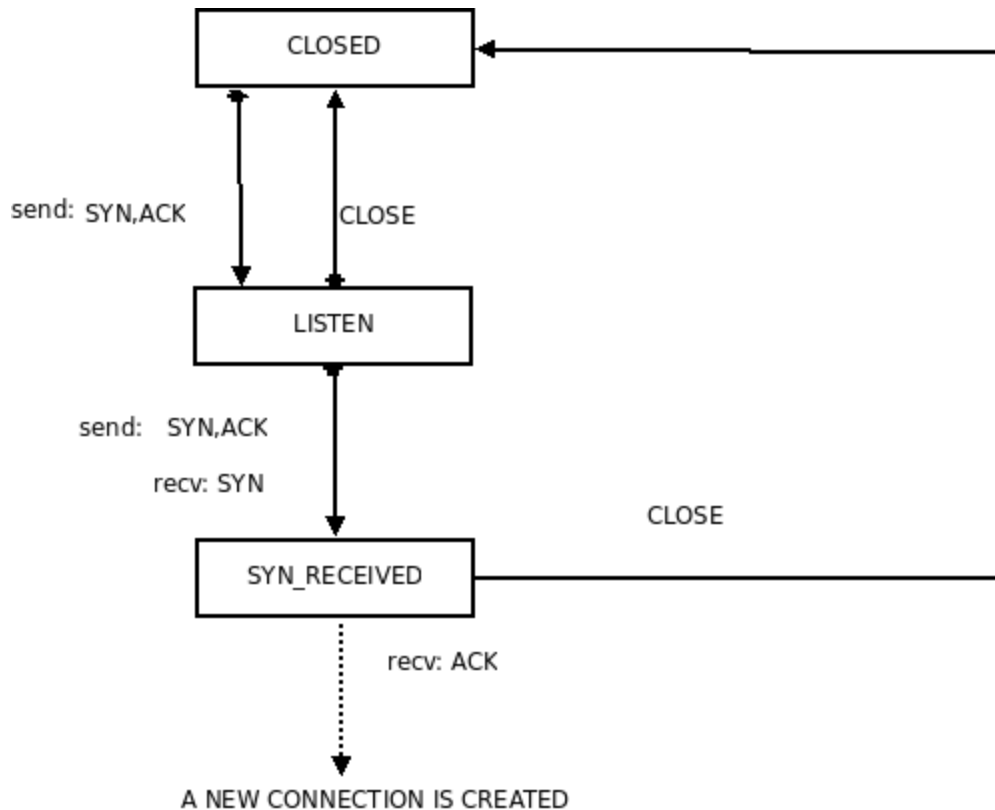 CLOSED
send: SYN,ACK
CLOSE
LISTEN
send: SYN,ACK
recv: SYN
CLOSE
SYN_RECEIVED
recv: ACK
A NEW CONNECTION IS CREATED